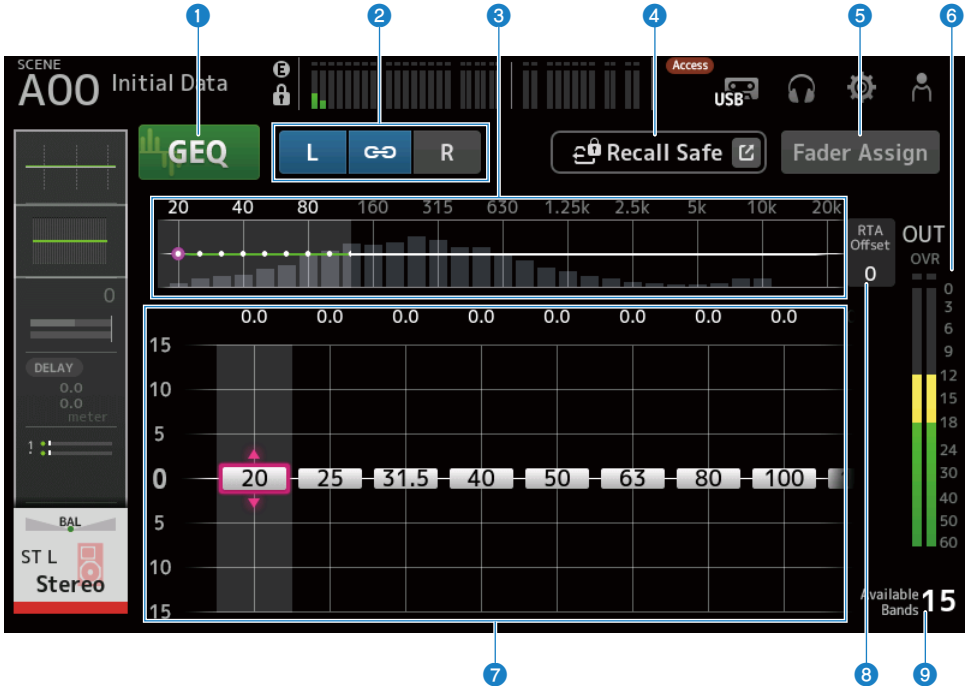 1 2 3 4 5 6
SCENE
A00 Initial Data
E
Access
USB
GEQ
L R
Recall Safe
Fader Assign
20 40 80 160 315 630 1.25k 2.5k 5k 10k 20k
RTA
Offset
0
OUT
OVR
0
3
6
9
12
15
18
24
30
40
50
60
0
DELAY
0.0
0.0
meter
1
BAL
ST L
Stereo
0.0 0.0 0.0 0.0 0.0 0.0 0.0 0.0
15
10
5
0
5
10
15
20 25 31.5 40 50 63 80 100
Available
Bands
15
7 8 9